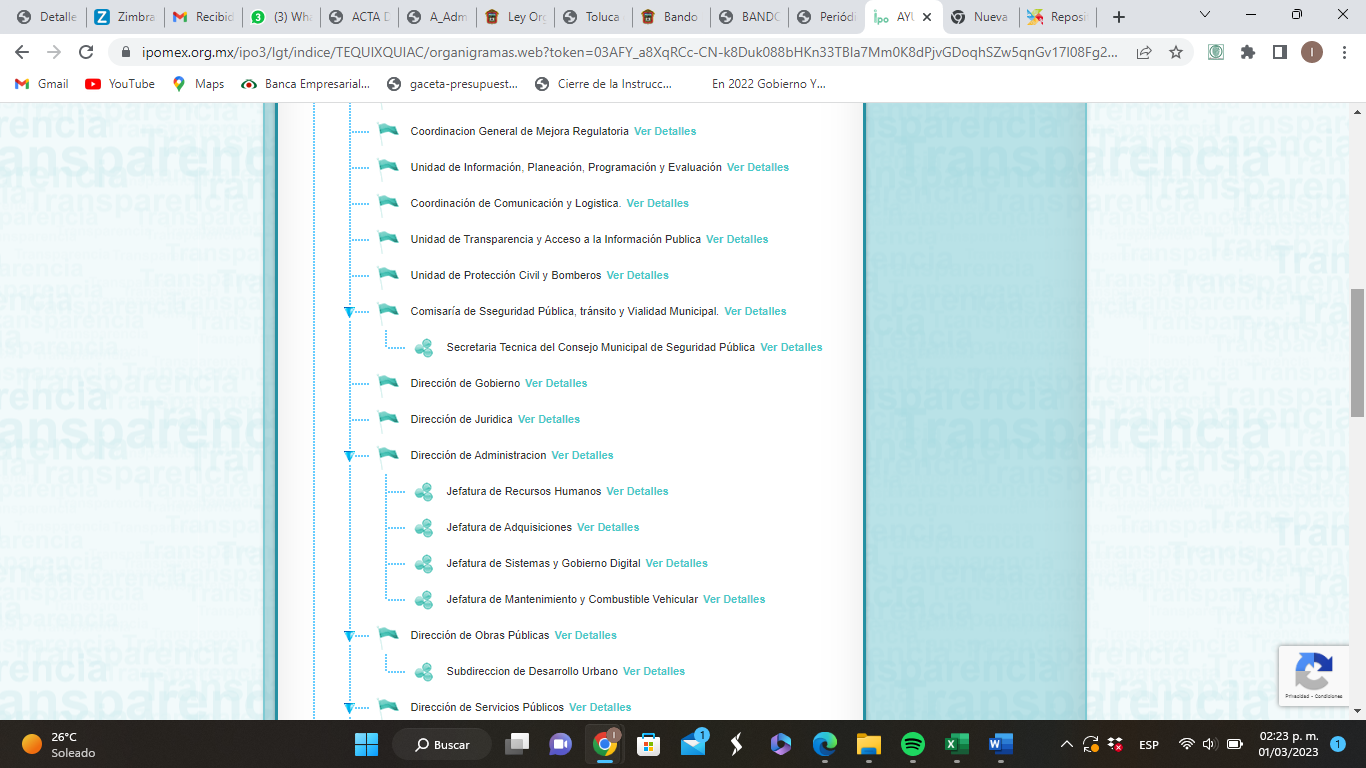 Detalle
Zimbra
Recibid
(3) Wha
ACTA D
A_Adm
Ley Org
Toluca
Bando
BANDO
Periódi
AYU
Nueva
Reposi
ipomex.org.mx/ipo3/lgt/indice/TEQUIXQUIAC/organigramas.web?token=03AFY_a8XqRCc-CN-k8Duk088bHKn33TBIa7Mm0K8dPjvGDoqhSZw5qnGv17I08Fg2...
Gmail
YouTube
Maps
Banca Empresarial...
gaceta-presupuest...
Cierre de la Instrucc...
En 2022 Gobierno Y...
Coordinacion General de Mejora Regulatoria Ver Detalles
Unidad de Información, Planeación, Programación y Evaluación Ver Detalles
Coordinación de Comunicación y Logistica. Ver Detalles
Unidad de Transparencia y Acceso a la Información Publica Ver Detalles
Unidad de Protección Civil y Bomberos Ver Detalles
Comisaría de Sseguridad Pública, tránsito y Vialidad Municipal. Ver Detalles
Secretaria Tecnica del Consejo Municipal de Seguridad Pública Ver Detalles
Dirección de Gobierno Ver Detalles
Dirección de Juridica Ver Detalles
Dirección de Administracion Ver Detalles
Jefatura de Recursos Humanos Ver Detalles
Jefatura de Adquisiciones Ver Detalles
Jefatura de Sistemas y Gobierno Digital Ver Detalles
Jefatura de Mantenimiento y Combustible Vehicular Ver Detalles
Dirección de Obras Públicas Ver Detalles
Subdireccion de Desarrollo Urbano Ver Detalles
Dirección de Servicios Públicos Ver Detalles
Transparencia
Privacidad - Condiciones
26°C
Soleado
Buscar
ESP
02:23 p. m.
01/03/2023